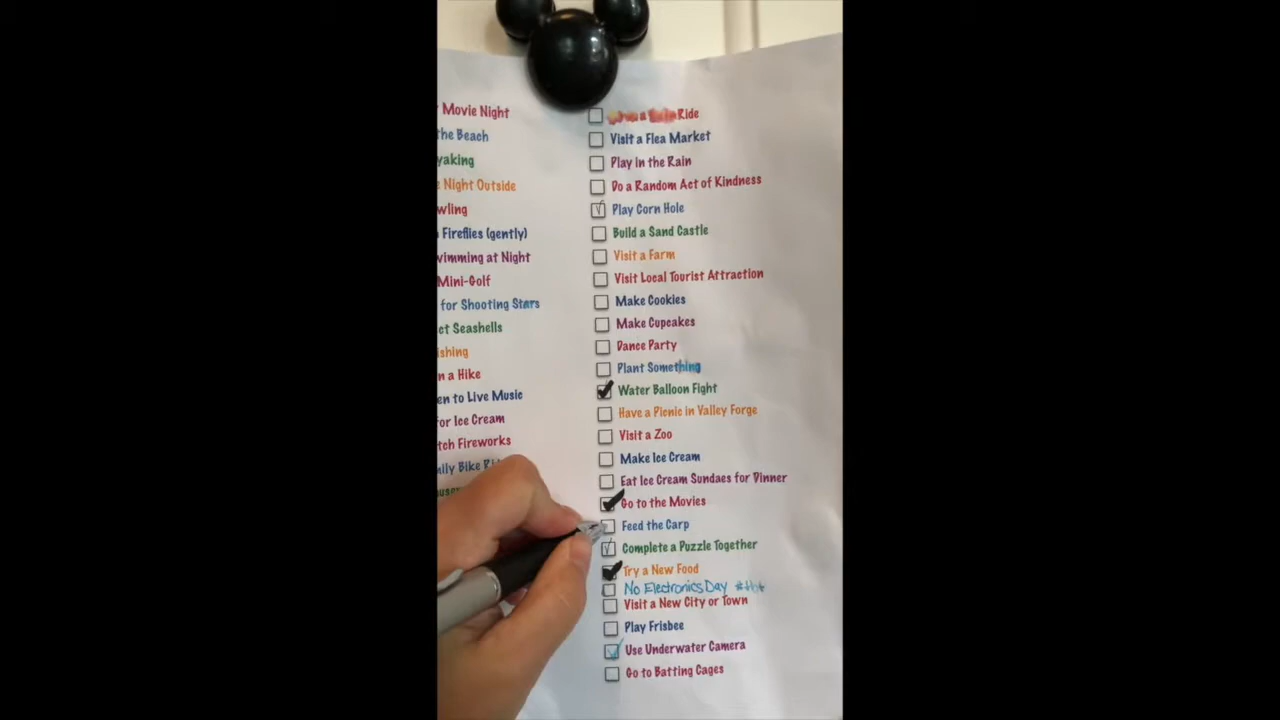 Movie Night
the Beach
yaking
Night Outside
wling
Fireflies (gently)
wimming at Night
Mini-Golf
for Shooting Stars
ct Seashells
ishing
n a Hike
en to Live Music
or Ice Cream
tch Fireworks
mily Bike
Ride
Visit a Flea Market
Play in the Rain
Do a Random Act of Kindness
Play Corn Hole
Build a Sand Castle
Visit a Farm
Visit Local Tourist Attraction
Make Cookies
Make Cupcakes
Dance Party
Plant Something
Water Balloon Fight
Have a Picnic in Valley Forge
Visit a Zoo
Make Ice Cream
Eat Ice Cream Sundaes for Dinner
Go to the Movies
Feed the Carp
Complete a Puzzle Together
Try a New Food
No Electronics Day
Visit a New City or Town
Play Frisbee
Use Underwater Camera
Go to Batting Cages